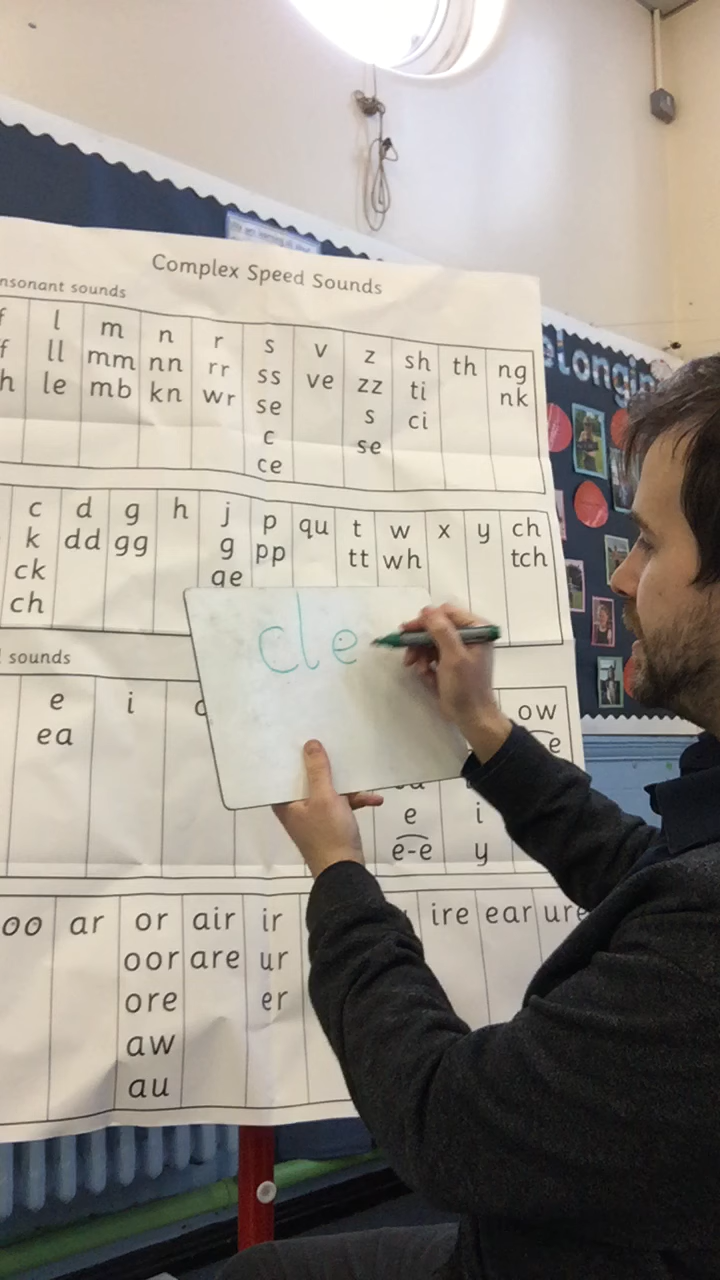 Complex Speed Sounds
nsonant sounds
f l m n r s v z sh th ng
f ll mm nn rr ss ve zz ti nk
h le mb kn wr se s ci
c se
ce
c d g h j p qu t w x y ch
k dd gg g pp tt wh tch
ck ge
ch
cle
sounds
e i ow
ea e
e i
e-e y
oo ar or air ir ire ear ure
oor are ur
ore er
aw
au
elongin